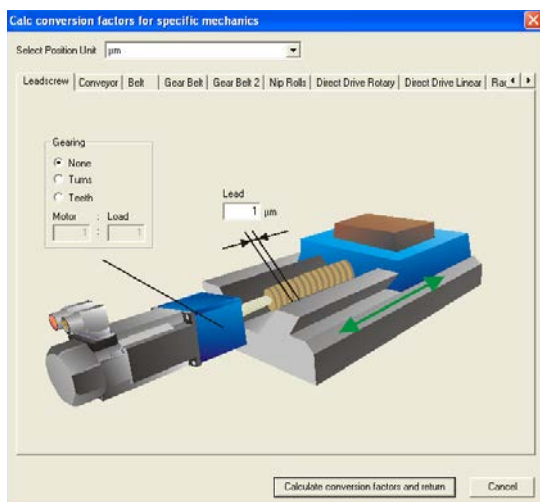 Calc conversion factors for specific mechanics
Select Position Unit µm
Leadscrew Conveyor Belt Gear Belt Gear Belt 2 Nip Rolls Direct Drive Rotary Direct Drive Linear
Gearing
None
Turns
Teeth
Motor : Load
1 : 1
Lead
1 µm
Calculate conversion factors and return Cancel